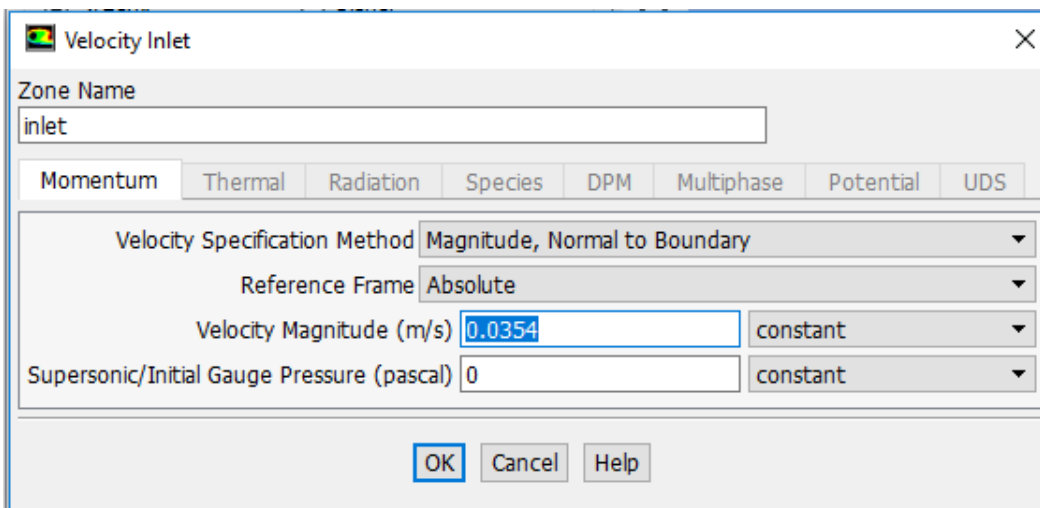 Velocity Inlet
Zone Name
inlet
Momentum Thermal Radiation Species DPM Multiphase Potential UDS
Velocity Specification Method Magnitude, Normal to Boundary
Reference Frame Absolute
Velocity Magnitude (m/s) 0.0354 constant
Supersonic/Initial Gauge Pressure (pascal) 0 constant
OK Cancel Help